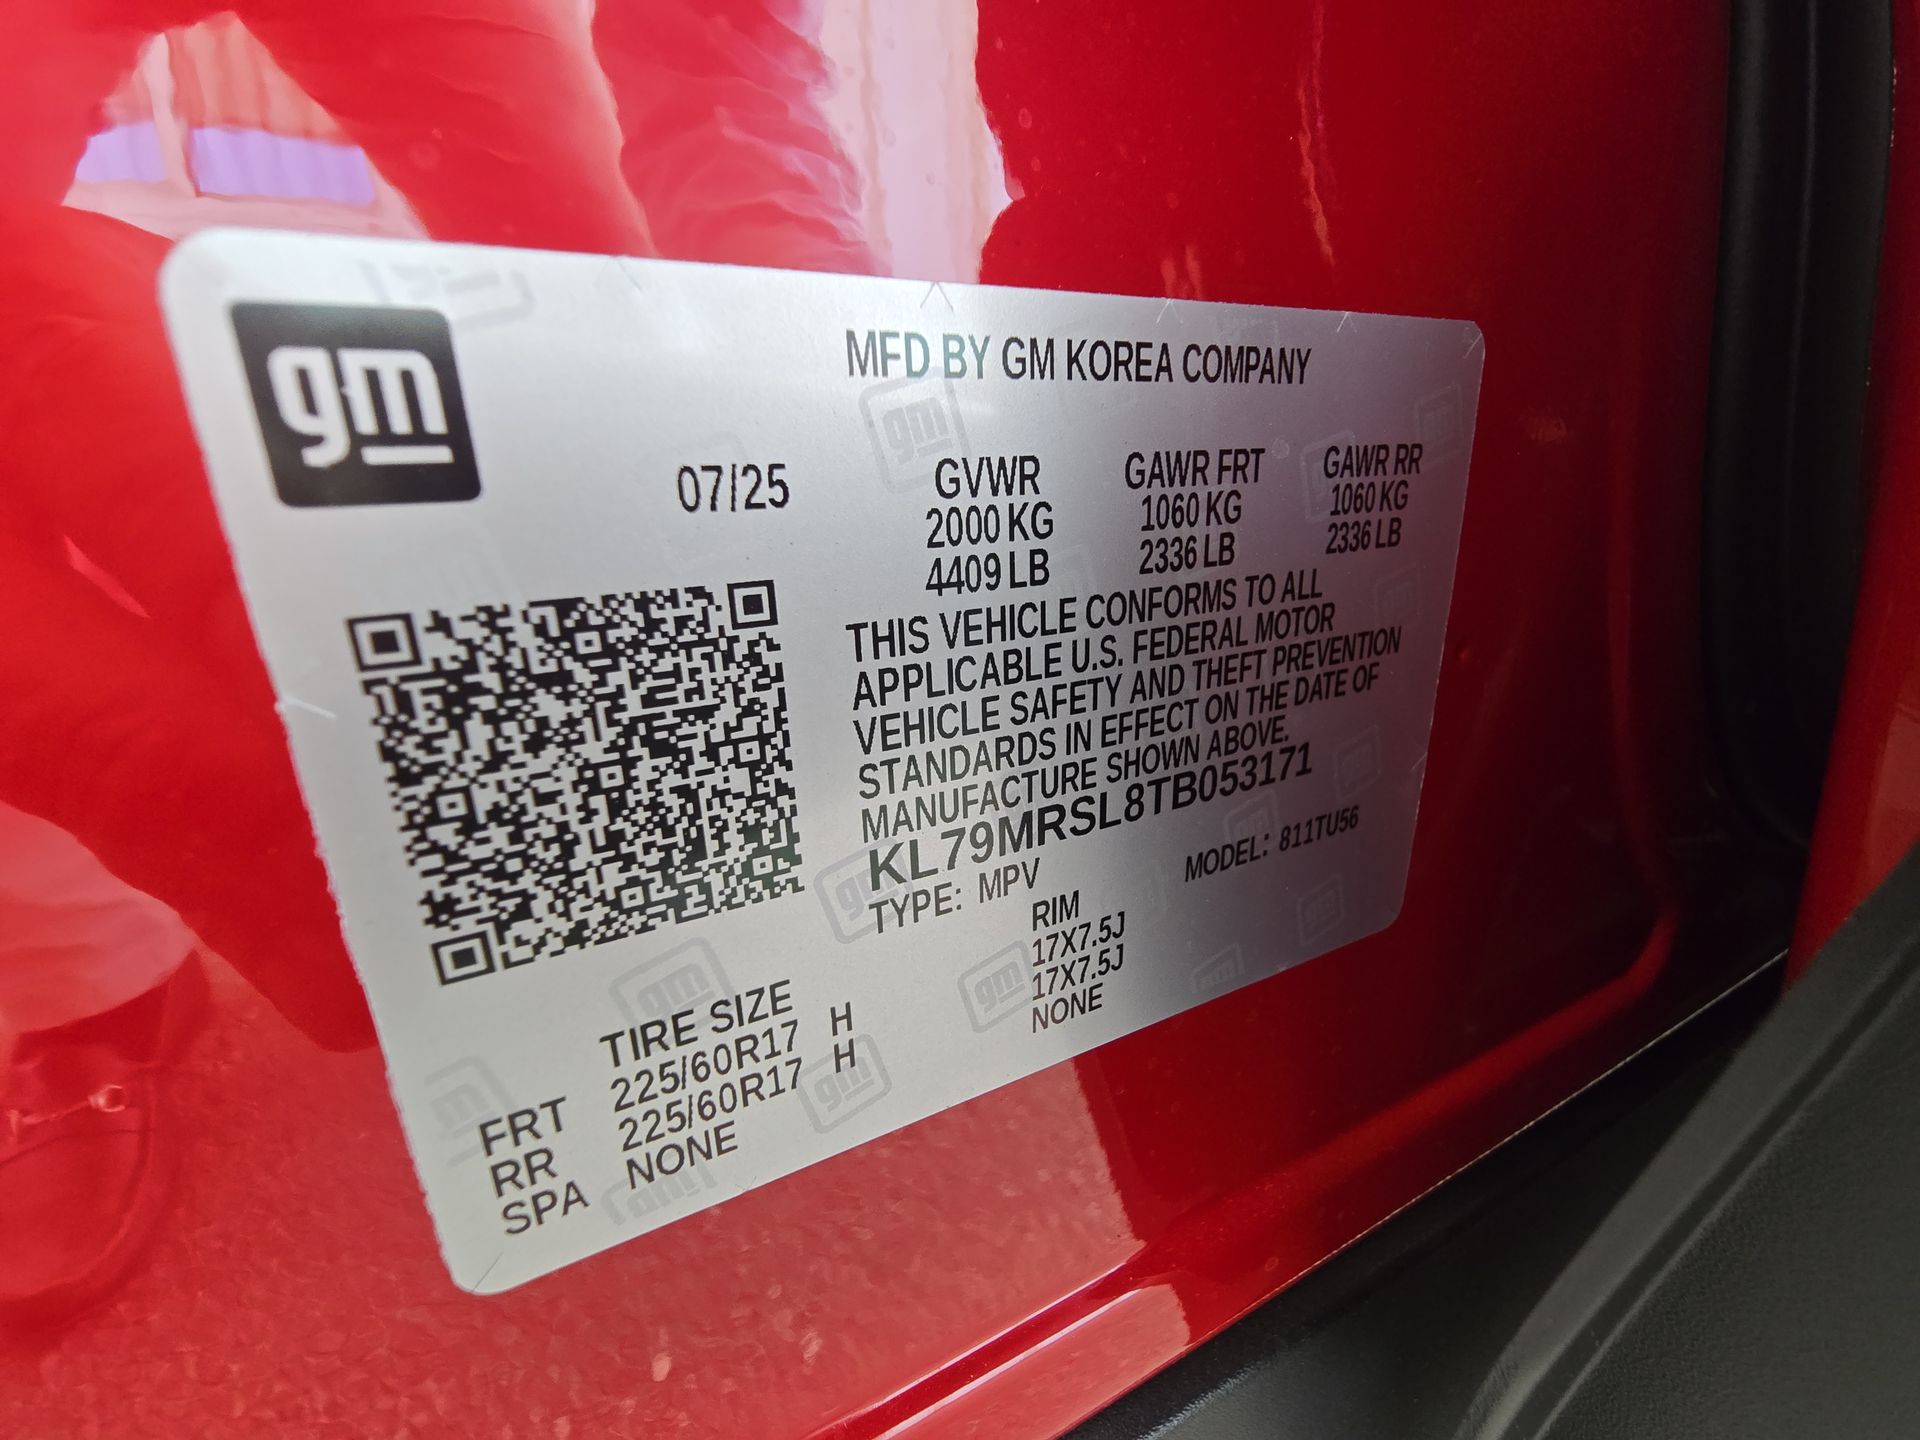 gm
MFD BY GM KOREA COMPANY
07/25
GVWR GAWR FRT GAWR RR
2000 KG 1060 KG 1060 KG
4409 LB 2336 LB 2336 LB
THIS VEHICLE CONFORMS TO ALL
APPLICABLE U.S. FEDERAL MOTOR
VEHICLE SAFETY AND THEFT PREVENTION
STANDARDS IN EFFECT ON THE DATE OF
MANUFACTURE SHOWN ABOVE.
KL79MRSL8TB053171
TYPE: MPV MODEL: 811TU56
TIRE SIZE RIM
FRT 225/60R17 H 17X7.5J
RR 225/60R17 H 17X7.5J
SPA NONE NONE